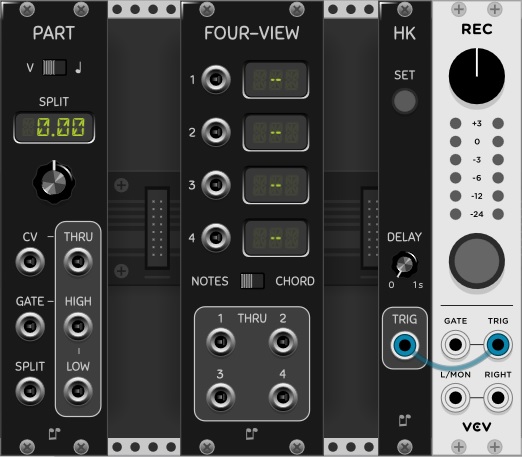 PART
V
SPLIT
0.00
CV THRU
GATE HIGH
SPLIT LOW
FOUR-VIEW
1 --
2 --
3 --
4 --
NOTES CHORD
1 THRU 2
3 4
HK
SET
DELAY
0 1s
TRIG
REC
+3
0
-3
-6
-12
-24
GATE TRIG
L/MON RIGHT
VCV